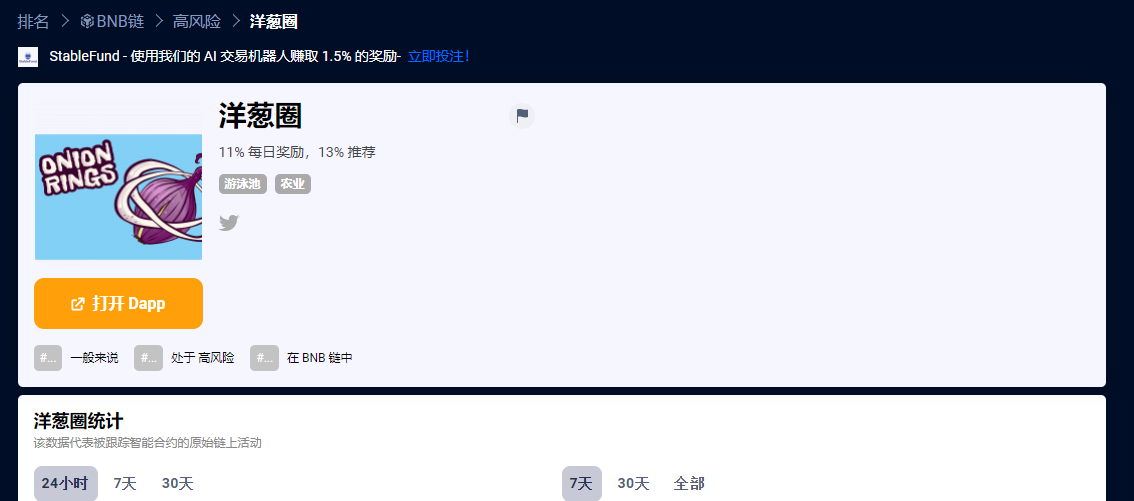 排名 > BNB链 > 高风险 > 洋葱圈
StableFund - 使用我们的 AI 交易机器人赚取 1.5% 的奖励- 立即投注!
洋葱圈
ONION
RINGS
11% 每日奖励，13% 推荐
游泳池 农业
打开 Dapp
#... 一般来说 #... 处于 高风险 #... 在 BNB 链中
洋葱圈统计
该数据代表被跟踪智能合约的原始链上活动
24小时 7天 30天 7天 30天 全部